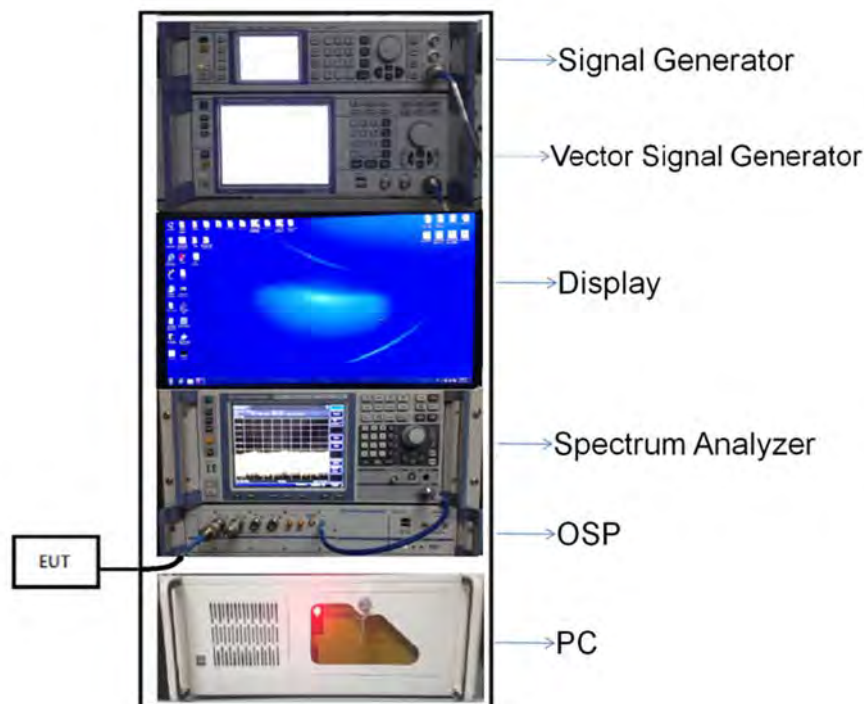 Signal Generator
Vector Signal Generator
Display
Spectrum Analyzer
OSP
EUT
PC